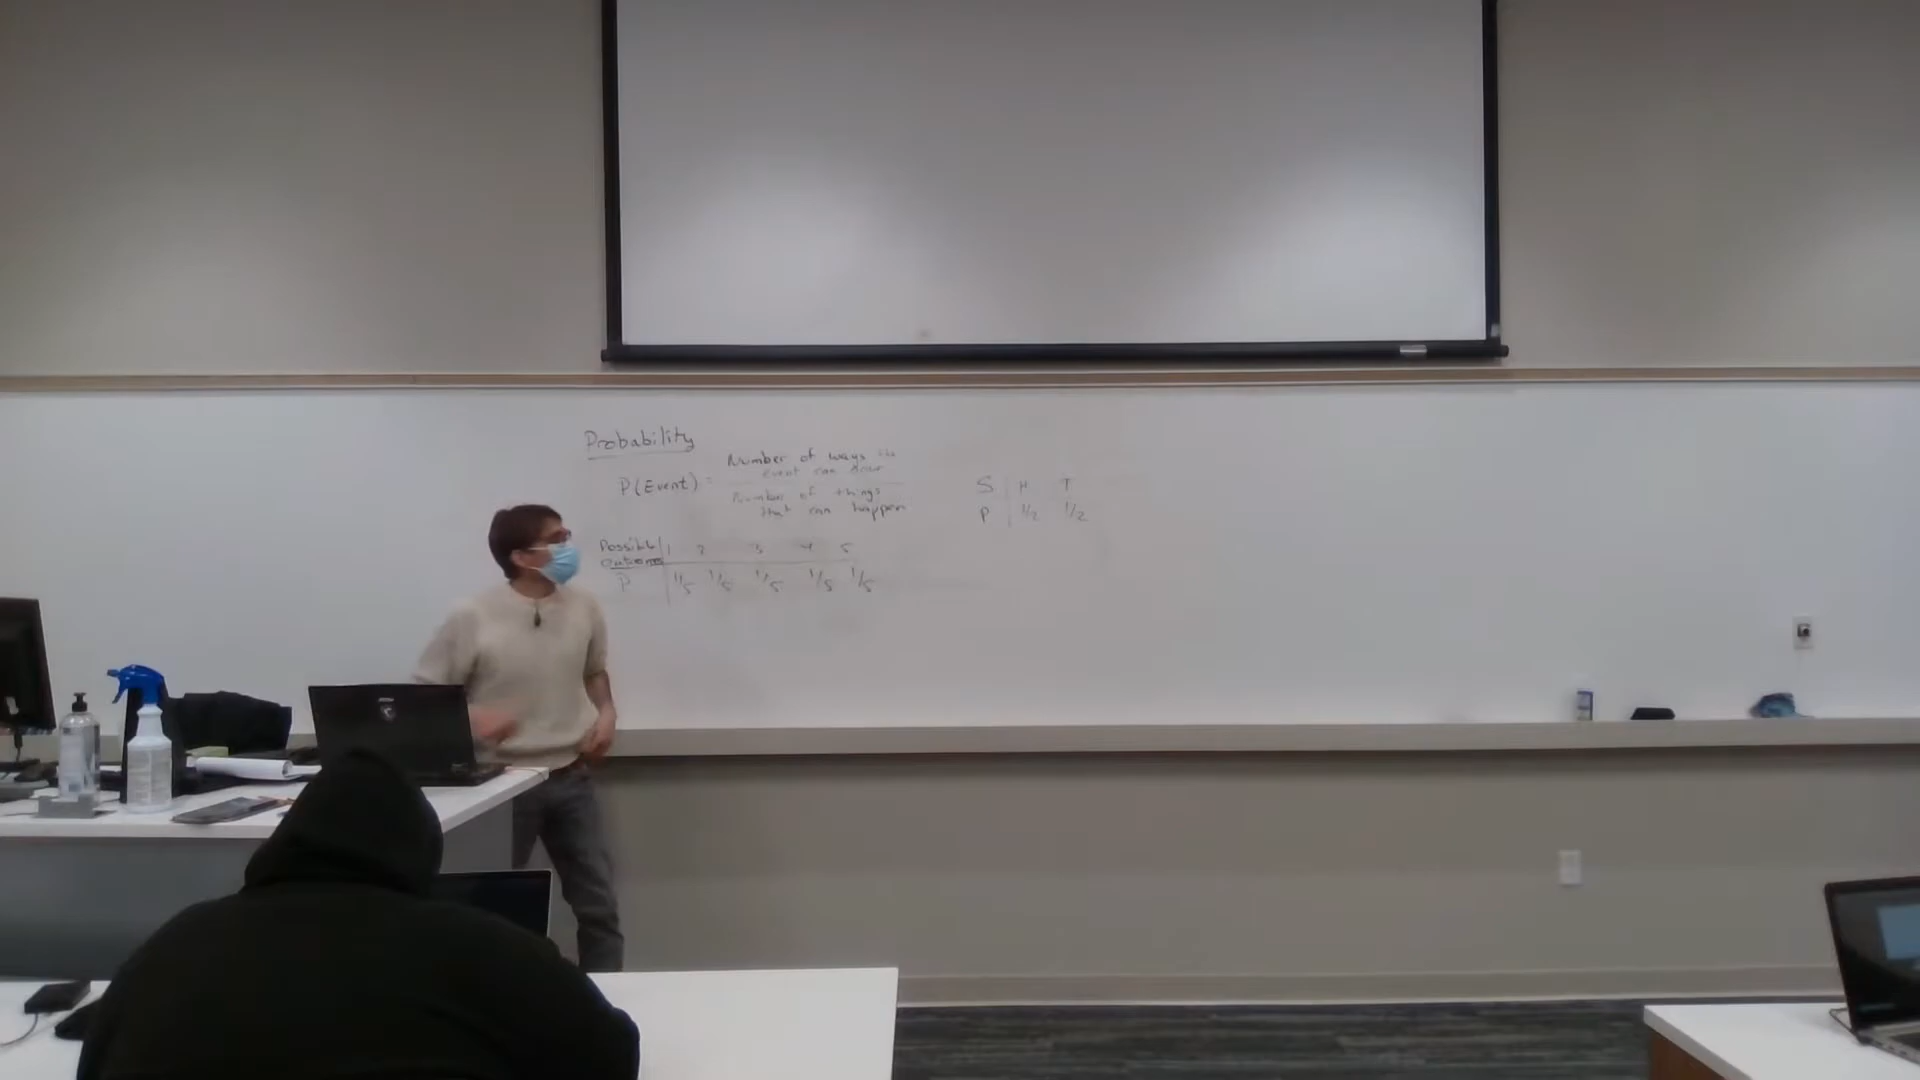 Probability
P(Event) =
Number of ways the
event can occur
Number of things
that can happen
Possible 1 2 3 4 5
outcomes
P 1/5 1/5 1/5 1/5 1/5
S H T
P 1/2 1/2